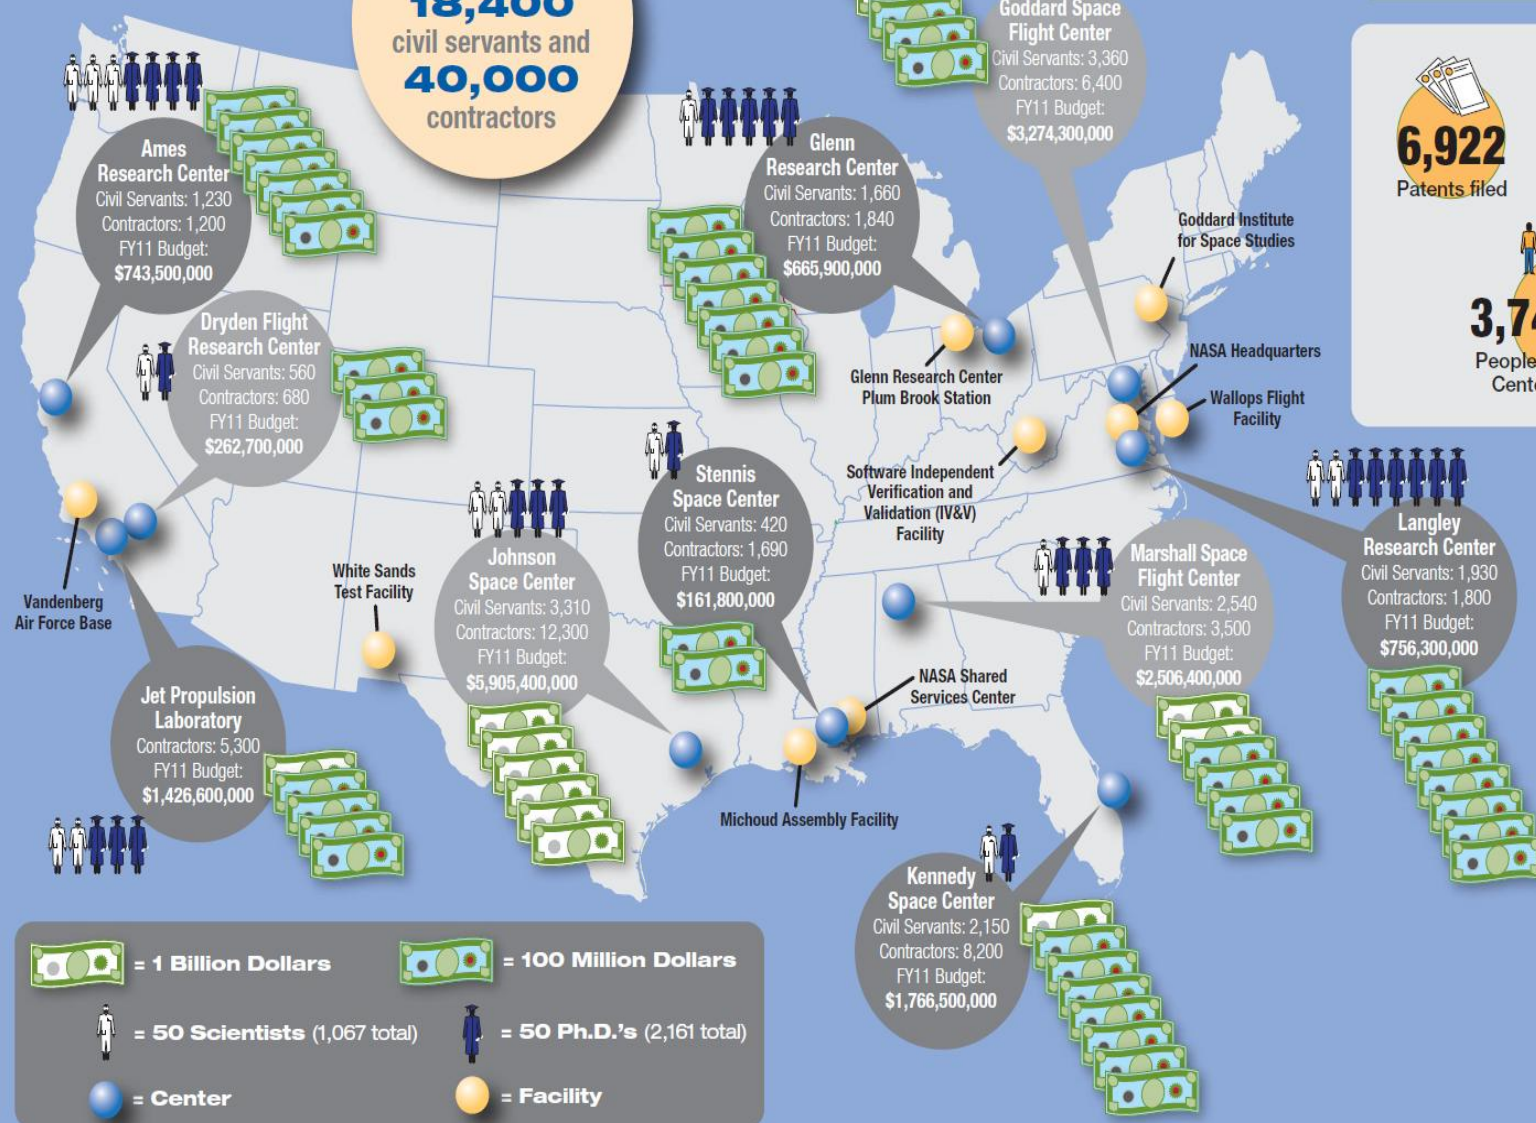 18,400
civil servants and
40,000
contractors
Goddard Space
Flight Center
Civil Servants: 3,360
Contractors: 6,400
FY11 Budget:
$3,274,300,000
6,922
Patents filed
3,74
People
Cent
Ames
Research Center
Civil Servants: 1,230
Contractors: 1,200
FY11 Budget:
$743,500,000
Glenn
Research Center
Civil Servants: 1,660
Contractors: 1,840
FY11 Budget:
$665,900,000
Goddard Institute
for Space Studies
Dryden Flight
Research Center
Civil Servants: 560
Contractors: 680
FY11 Budget:
$262,700,000
Glenn Research Center
Plum Brook Station
NASA Headquarters
Wallops Flight
Facility
Software Independent
Verification and
Validation (IV&V)
Facility
Stennis
Space Center
Civil Servants: 420
Contractors: 1,690
FY11 Budget:
$161,800,000
Langley
Research Center
Civil Servants: 1,930
Contractors: 1,800
FY11 Budget:
$756,300,000
Johnson
Space Center
Civil Servants: 3,310
Contractors: 12,300
FY11 Budget:
$5,905,400,000
Marshall Space
Flight Center
Civil Servants: 2,540
Contractors: 3,500
FY11 Budget:
$2,506,400,000
White Sands
Test Facility
Vandenberg
Air Force Base
NASA Shared
Services Center
Jet Propulsion
Laboratory
Contractors: 5,300
FY11 Budget:
$1,426,600,000
Michoud Assembly Facility
Kennedy
Space Center
Civil Servants: 2,150
Contractors: 8,200
FY11 Budget:
$1,766,500,000
= 1 Billion Dollars
= 100 Million Dollars
= 50 Scientists (1,067 total)
= 50 Ph.D.'s (2,161 total)
= Center
= Facility